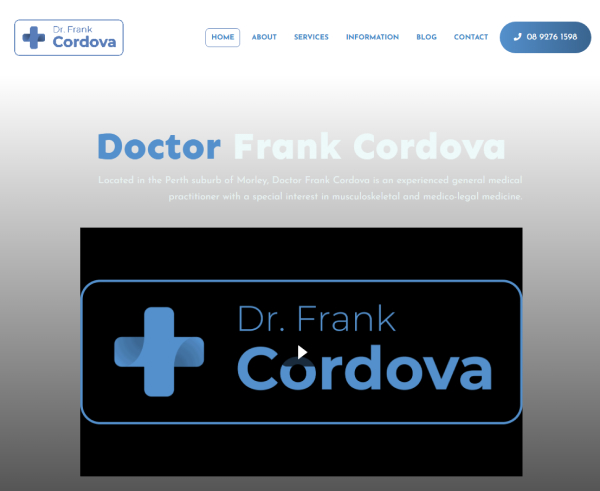 Dr. Frank
Cordova
HOME ABOUT SERVICES INFORMATION BLOG CONTACT 08 9276 1598
Doctor Frank Cordova
Located in the Perth suburb of Morley, Doctor Frank Cordova is an experienced general medical
practitioner with a special interest in musculoskeletal and medico-legal medicine.
Dr. Frank
Cordova